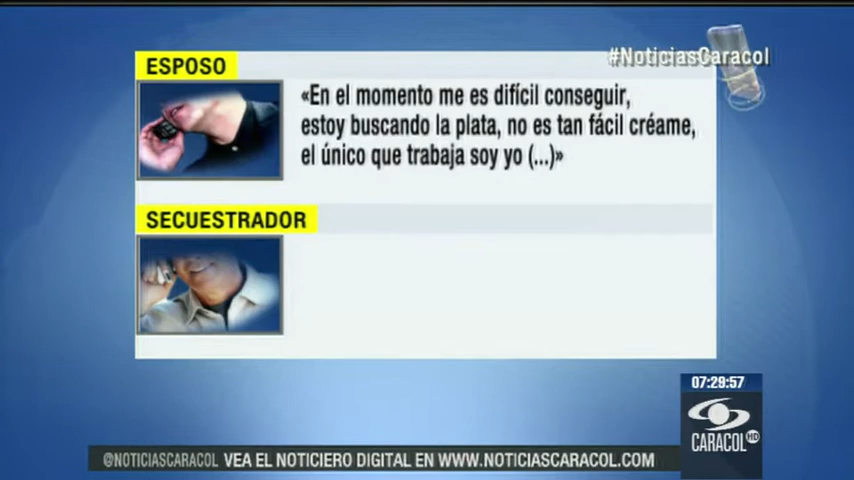 #NoticiasCaracol
ESPOSO
«En el momento me es difícil conseguir,
estoy buscando la plata, no es tan fácil créame,
el único que trabaja soy yo (...)»
SECUESTRADOR
07:29:57
CARACOL HD
@NOTICIASCARACOL VEA EL NOTICIERO DIGITAL EN WWW.NOTICIASCARACOL.COM